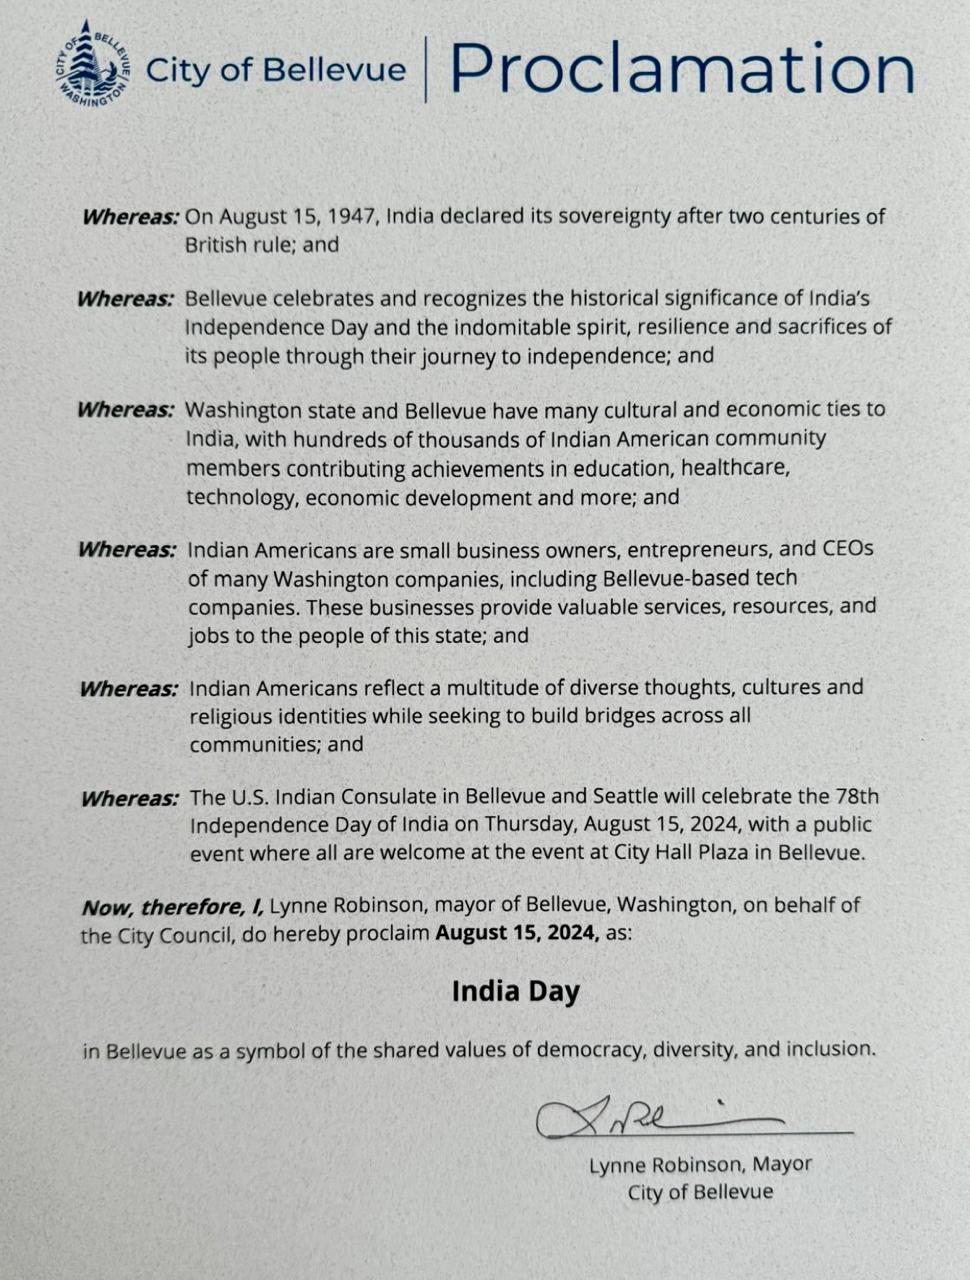 CITY OF BELLEVUE
WASHINGTON
City of Bellevue | Proclamation
Whereas: On August 15, 1947, India declared its sovereignty after two centuries of
British rule; and
Whereas: Bellevue celebrates and recognizes the historical significance of India’s
Independence Day and the indomitable spirit, resilience and sacrifices of
its people through their journey to independence; and
Whereas: Washington state and Bellevue have many cultural and economic ties to
India, with hundreds of thousands of Indian American community
members contributing achievements in education, healthcare,
technology, economic development and more; and
Whereas: Indian Americans are small business owners, entrepreneurs, and CEOs
of many Washington companies, including Bellevue-based tech
companies. These businesses provide valuable services, resources, and
jobs to the people of this state; and
Whereas: Indian Americans reflect a multitude of diverse thoughts, cultures and
religious identities while seeking to build bridges across all
communities; and
Whereas: The U.S. Indian Consulate in Bellevue and Seattle will celebrate the 78th
Independence Day of India on Thursday, August 15, 2024, with a public
event where all are welcome at the event at City Hall Plaza in Bellevue.
Now, therefore, I, Lynne Robinson, mayor of Bellevue, Washington, on behalf of
the City Council, do hereby proclaim August 15, 2024, as:
India Day
in Bellevue as a symbol of the shared values of democracy, diversity, and inclusion.
Lynne Robinson, Mayor
City of Bellevue